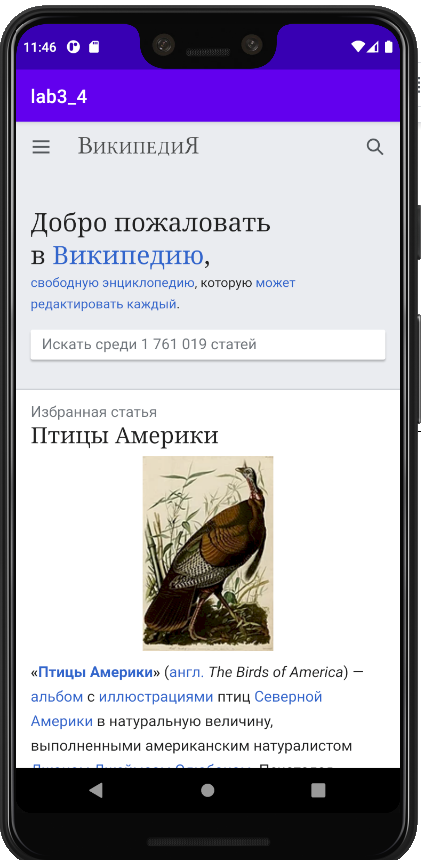 11:46
lab3_4
ВикипедиЯ
Добро пожаловать
в Википедию,
свободную энциклопедию, которую может
редактировать каждый.
Искать среди 1 761 019 статей
Избранная статья
Птицы Америки
«Птицы Америки» (англ. The Birds of America) —
альбом с иллюстрациями птиц Северной
Америки в натуральную величину,
выполненными американским натуралистом